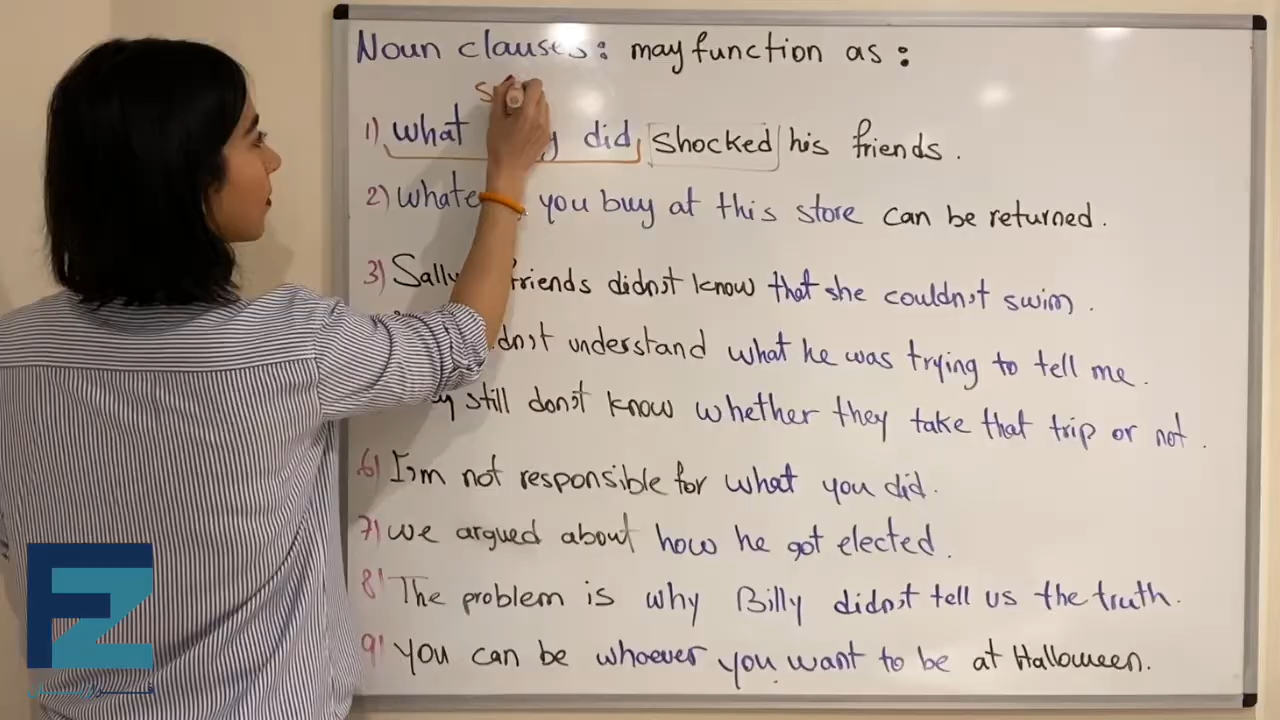 Noun clauses: may function as:
S
1) What did, shocked his friends.
2) Whate you buy at this store can be returned.
3) Sally friends didn't know that she couldn't swim.
understand what he was trying to tell me.
still don't know whether they take that trip or not.
6) I'm not responsible for what you did.
7) we argued about how he got elected.
8) The problem is why Billy didn't tell us the truth.
9) You can be whoever you want to be at Halloween.
FZ